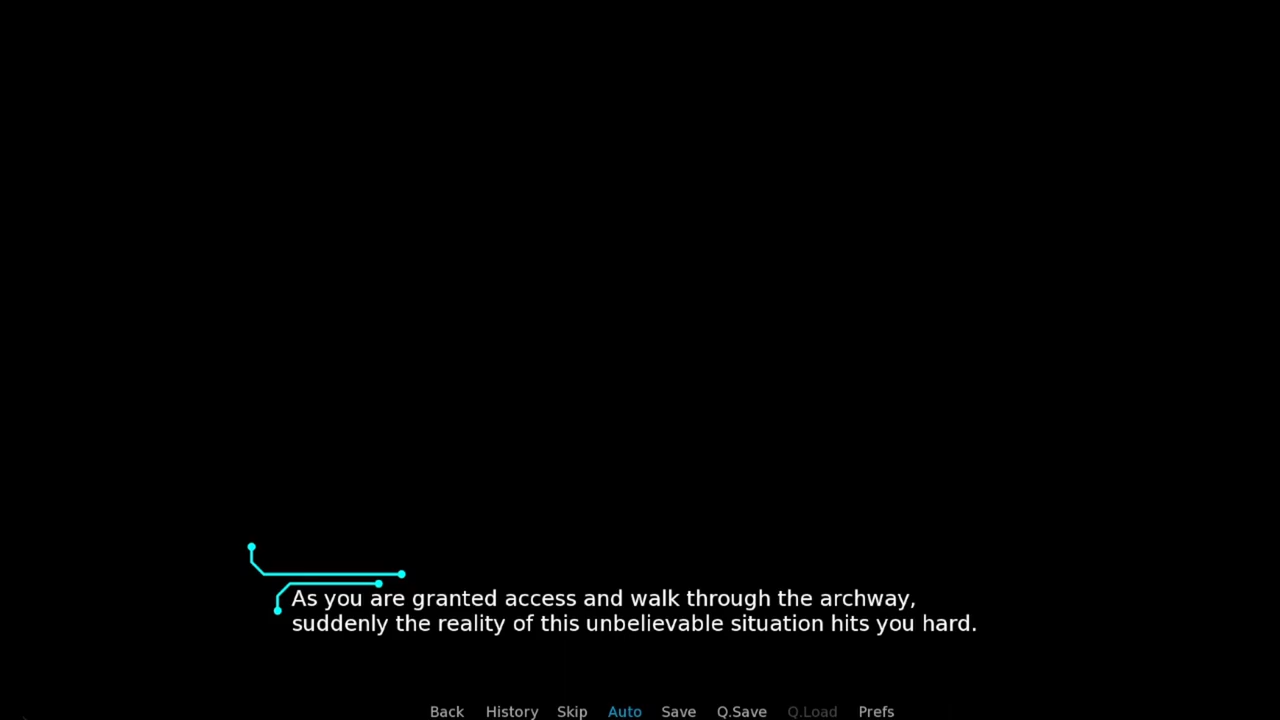 As you are granted access and walk through the archway,
suddenly the reality of this unbelievable situation hits you hard.
Back History Skip Auto Save Q.Save Q.Load Prefs